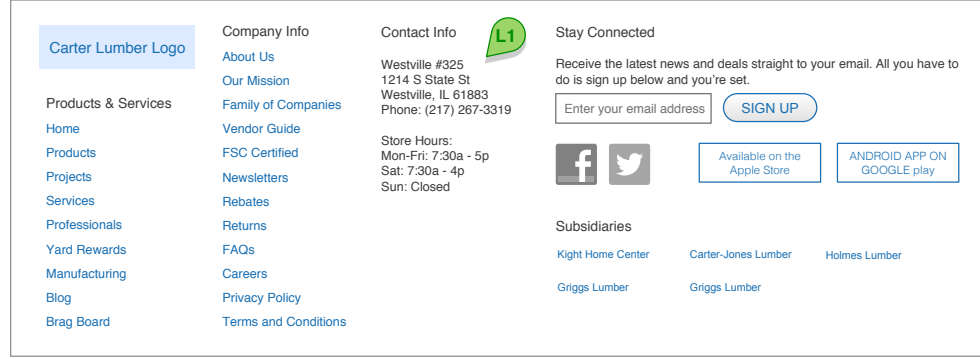 Carter Lumber Logo
Products & Services
Home
Products
Projects
Services
Professionals
Yard Rewards
Manufacturing
Blog
Brag Board
Company Info
About Us
Our Mission
Family of Companies
Vendor Guide
FSC Certified
Newsletters
Rebates
Returns
FAQs
Careers
Privacy Policy
Terms and Conditions
Contact Info
L1
Westville #325
1214 S State St
Westville, IL 61883
Phone: (217) 267-3319
Store Hours:
Mon-Fri: 7:30a - 5p
Sat: 7:30a - 4p
Sun: Closed
Stay Connected
Receive the latest news and deals straight to your email. All you have to
do is sign up below and you’re set.
Enter your email address
SIGN UP
f
Available on the
Apple Store
ANDROID APP ON
GOOGLE play
Subsidiaries
Kight Home Center
Carter-Jones Lumber
Holmes Lumber
Griggs Lumber
Griggs Lumber